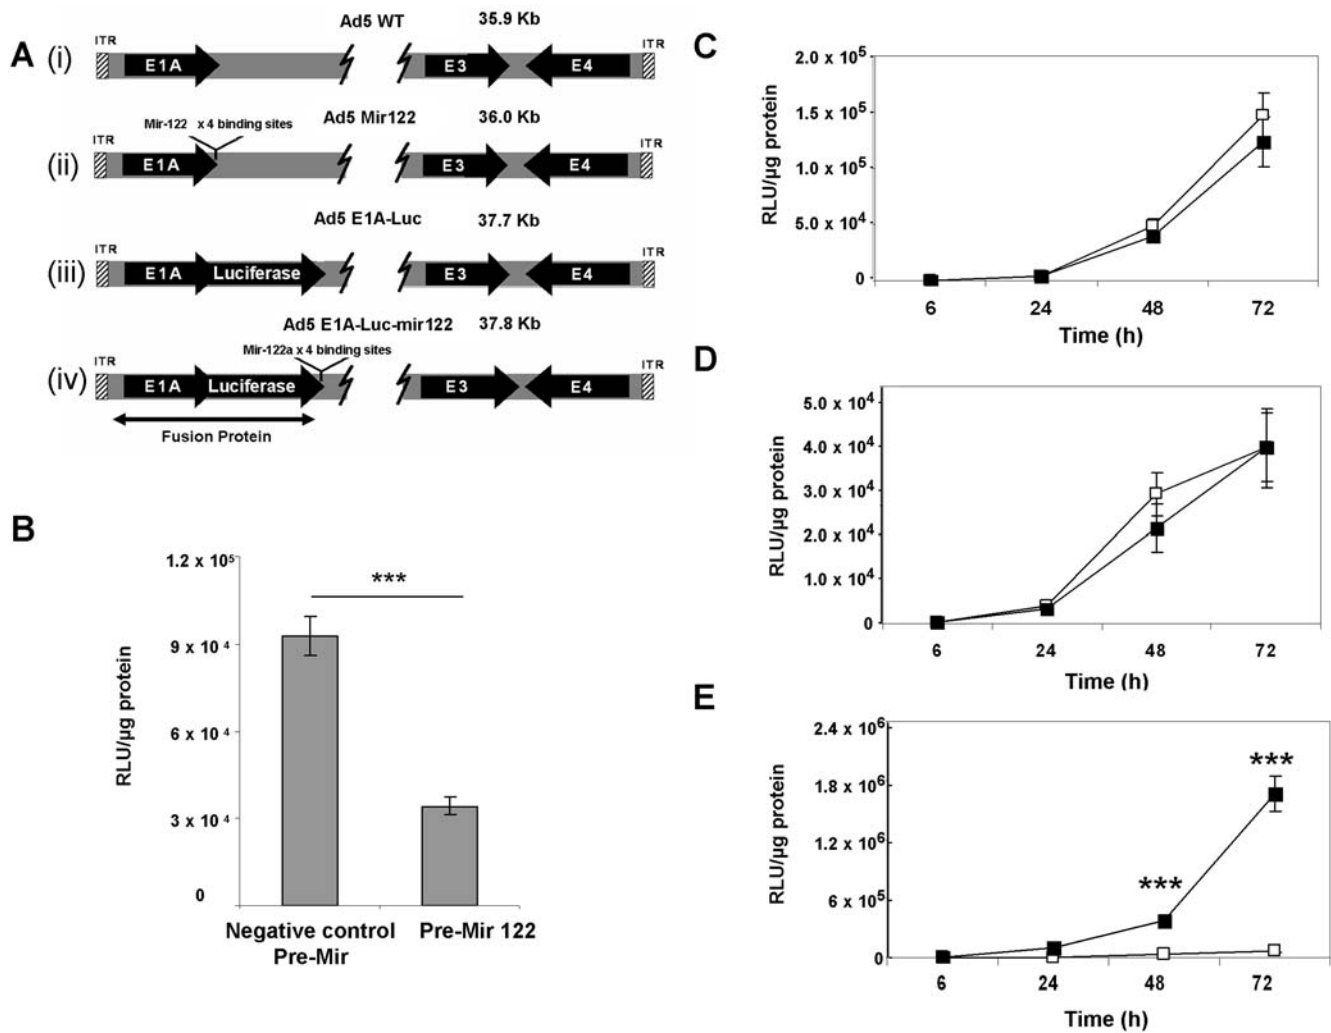 A
(i)
Ad5 WT 35.9 Kb
ITR ITR
E1A E3 E4
(ii)
Ad5 Mir122 36.0 Kb
Mir-122 x 4 binding sites
ITR ITR
E1A E3 E4
(iii)
Ad5 E1A-Luc 37.7 Kb
ITR ITR
E1A Luciferase E3 E4
(iv)
Ad5 E1A-Luc-mir122 37.8 Kb
Mir-122a x 4 binding sites
ITR ITR
E1A Luciferase E3 E4
Fusion Protein
B
RLU/µg protein
1.2 x 10⁵
9 x 10⁴
6 x 10⁴
3 x 10⁴
0
***
Negative control
Pre-Mir
Pre-Mir 122
C
RLU/µg protein
2.0 x 10⁵
1.5 x 10⁵
1.0 x 10⁵
5.0 x 10⁴
0
6 24 48 72
Time (h)
D
RLU/µg protein
5.0 x 10⁴
4.0 x 10⁴
3.0 x 10⁴
2.0 x 10⁴
1.0 x 10⁴
0
6 24 48 72
Time (h)
E
RLU/µg protein
2.4 x 10⁶
1.8 x 10⁶
1.2 x 10⁶
6 x 10⁵
0
***
***
6 24 48 72
Time (h)